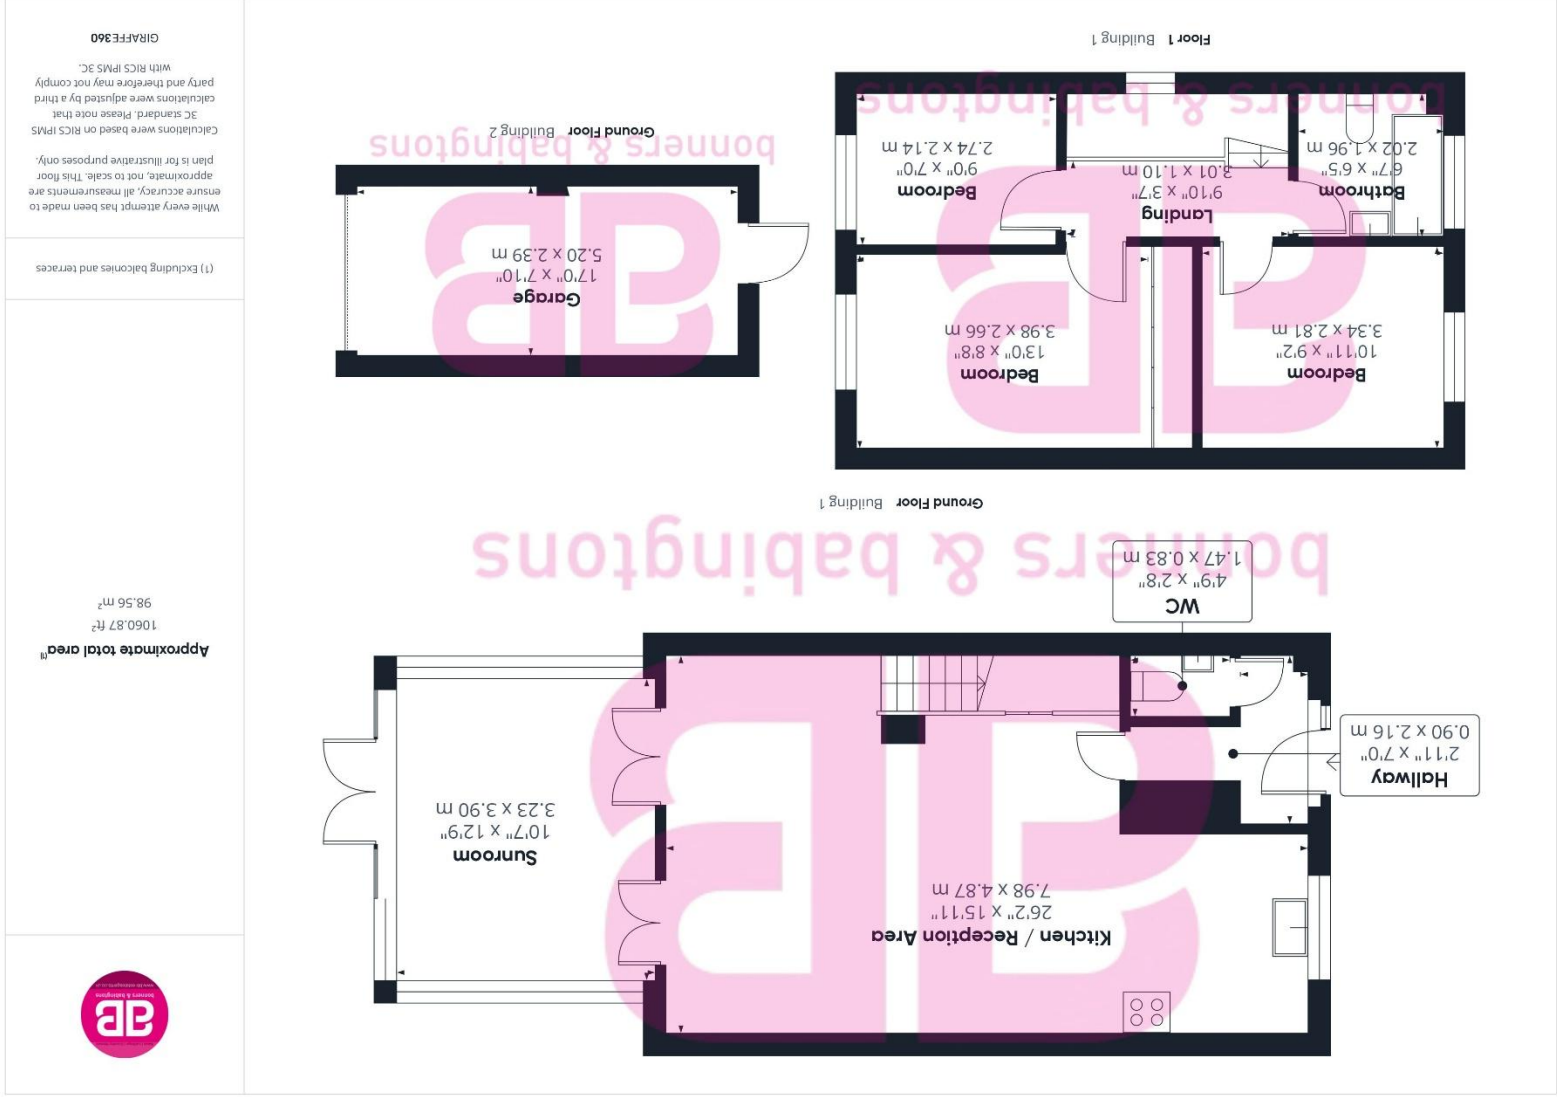 Kitchen / Reception Area
26'2" x 15'11"
7.98 x 4.87 m
Sunroom
10'7" x 12'9"
3.23 x 3.90 m
Hallway
2'11" x 7'0"
0.90 x 2.16 m
WC
4'9" x 2'8"
1.47 x 0.83 m
bonners & babingtons
Ground Floor Building 1
Bedroom
10'11" x 9'2"
3.34 x 2.81 m
Bedroom
13'0" x 8'8"
3.98 x 2.66 m
Landing
9'10" x 3'7"
3.01 x 1.10 m
Bathroom
6'7" x 6'5"
2.02 x 1.96 m
Bedroom
9'0" x 7'0"
2.74 x 2.14 m
bonners & babingtons
Floor 1 Building 1
Garage
17'0" x 7'10"
5.20 x 2.39 m
bonners & babingtons
Ground Floor Building 2
bonners & babingtons
Approximate total area(1)
1060.87 ft²
98.56 m²
(1) Excluding balconies and terraces
While every attempt has been made to
ensure accuracy, all measurements are
approximate, not to scale. This floor
plan is for illustrative purposes only.
Calculations were based on RICS IPMS
3C standard. Please note that
calculations were adjusted by a third
party and therefore may not comply
with RICS IPMS 3C.
GIRAFFE360